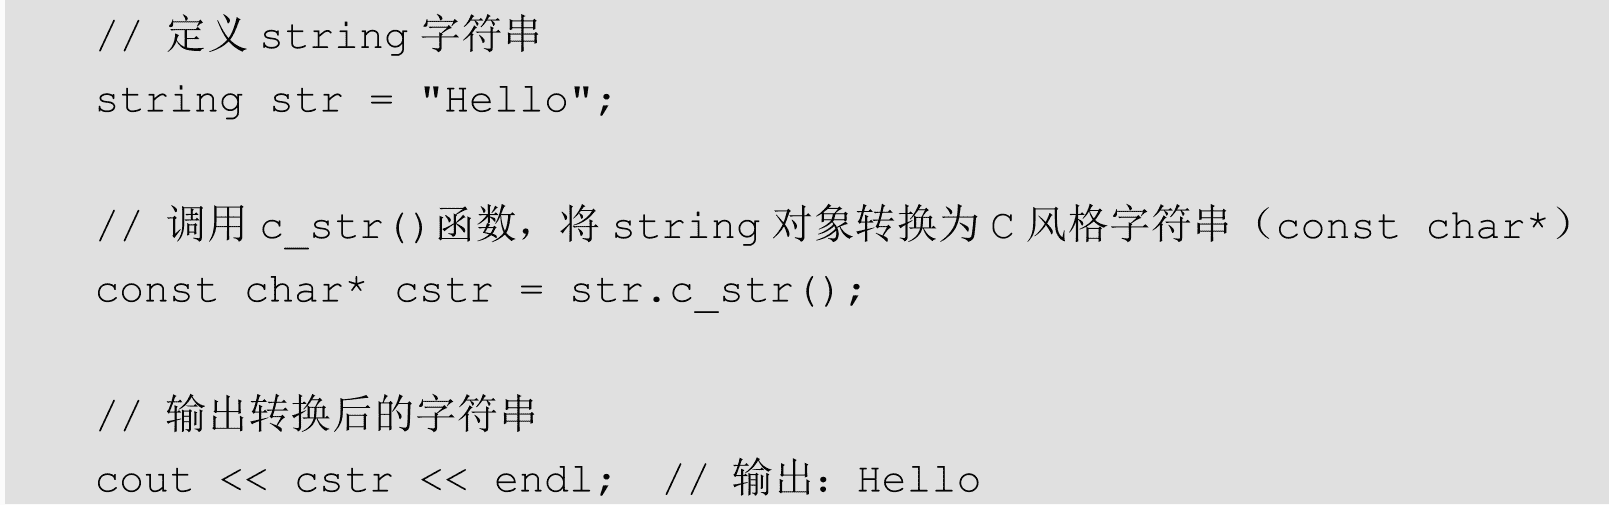 // 定义 string 字符串
string str = "Hello";
// 调用 c_str()函数，将 string 对象转换为 C 风格字符串（const char*）
const char* cstr = str.c_str();
// 输出转换后的字符串
cout << cstr << endl;  // 输出：Hello